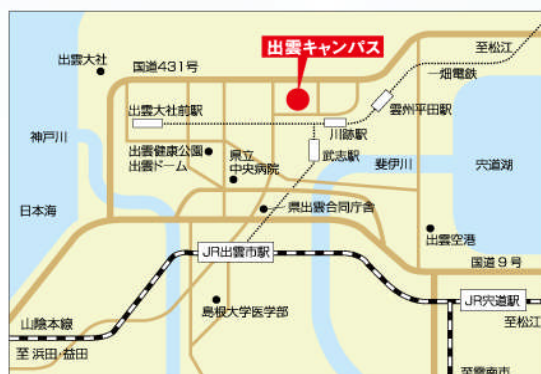 出雲キャンパス
至松江
出雲大社
国道431号
一畑電鉄
出雲大社前駅
雲州平田駅
川跡駅
神戸川
武志駅
出雲健康公園
出雲ドーム
県立
中央病院
斐伊川
宍道湖
日本海
県出雲合同庁舎
出雲空港
JR出雲市駅
国道9号
島根大学医学部
JR宍道駅
山陰本線
至松江
至 浜田・益田
至雲南市